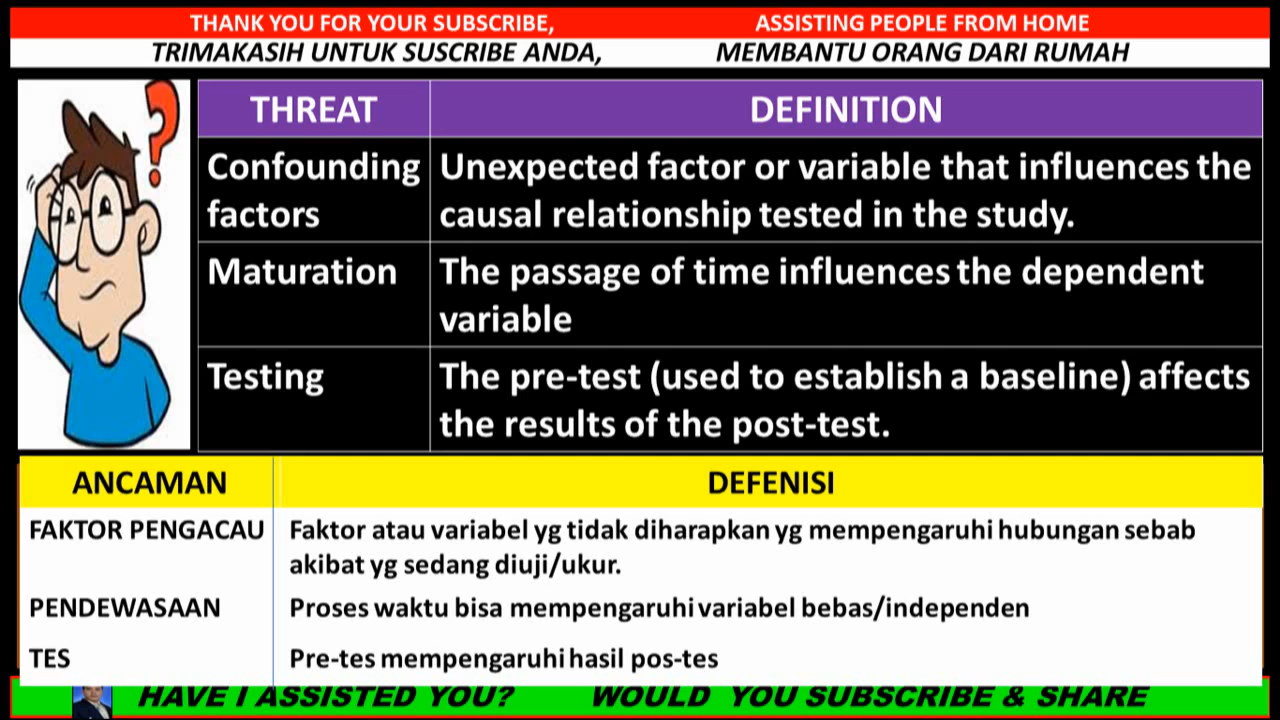 THANK YOU FOR YOUR SUBSCRIBE, ASSISTING PEOPLE FROM HOME
TRIMAKASIH UNTUK SUSCRIBE ANDA, MEMBANTU ORANG DARI RUMAH
?
THREAT DEFINITION
Confounding factors
Unexpected factor or variable that influences the
causal relationship tested in the study.
Maturation
The passage of time influences the dependent
variable
Testing
The pre-test (used to establish a baseline) affects
the results of the post-test.
ANCAMAN DEFENISI
FAKTOR PENGACAU
Faktor atau variabel yg tidak diharapkan yg mempengaruhi hubungan sebab
akibat yg sedang diuji/ukur.
PENDEWASAAN
Proses waktu bisa mempengaruhi variabel bebas/independen
TES
Pre-tes mempengaruhi hasil pos-tes
HAVE I ASSISTED YOU? WOULD YOU SUBSCRIBE & SHARE